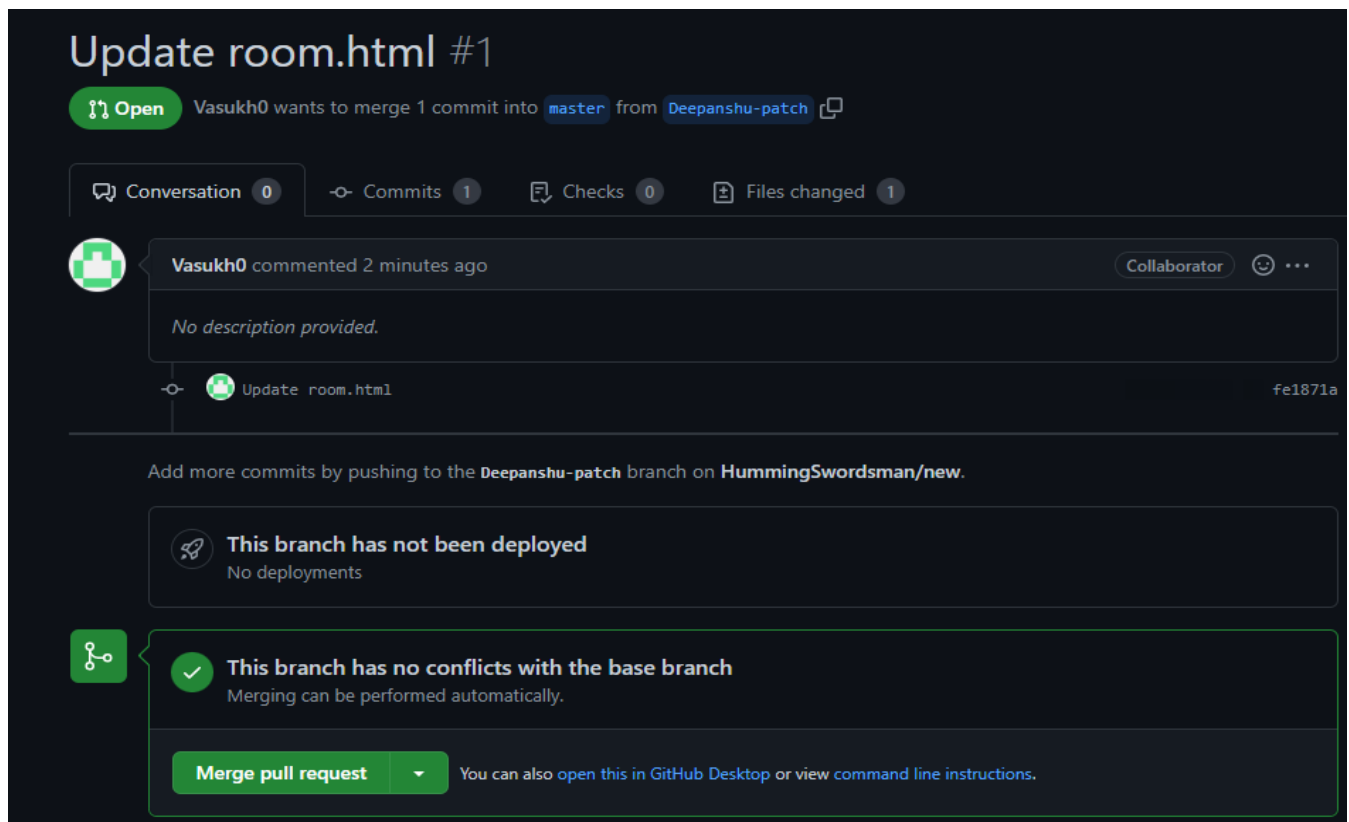 Update room.html #1
Open Vasukh0 wants to merge 1 commit into master from Deepanshu-patch
Conversation 0 Commits 1 Checks 0 Files changed 1
Vasukh0 commented 2 minutes ago Collaborator
No description provided.
Update room.html fe1871a
Add more commits by pushing to the Deepanshu-patch branch on HummingSwordsman/new.
This branch has not been deployed
No deployments
This branch has no conflicts with the base branch
Merging can be performed automatically.
Merge pull request You can also open this in GitHub Desktop or view command line instructions.